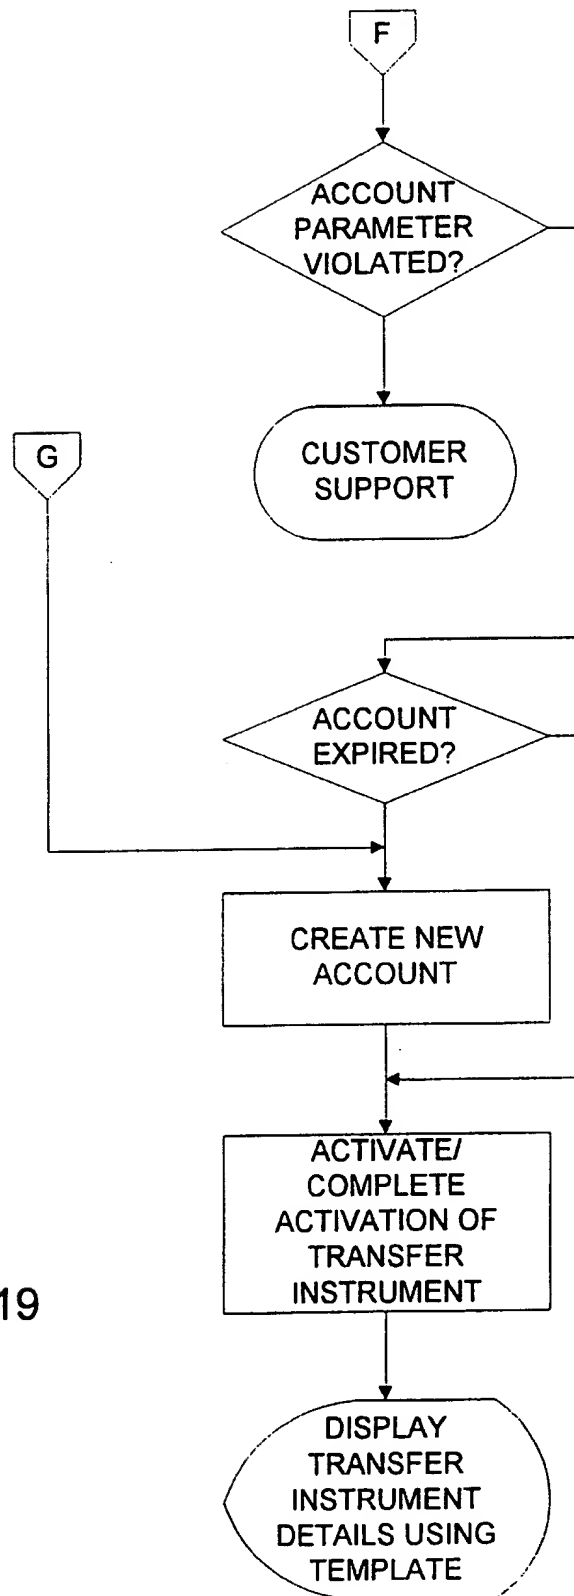 F
ACCOUNT
PARAMETER
VIOLATED?
CUSTOMER
SUPPORT
G
ACCOUNT
EXPIRED?
CREATE NEW
ACCOUNT
ACTIVATE/
COMPLETE
ACTIVATION OF
TRANSFER
INSTRUMENT
19
DISPLAY
TRANSFER
INSTRUMENT
DETAILS USING
TEMPLATE